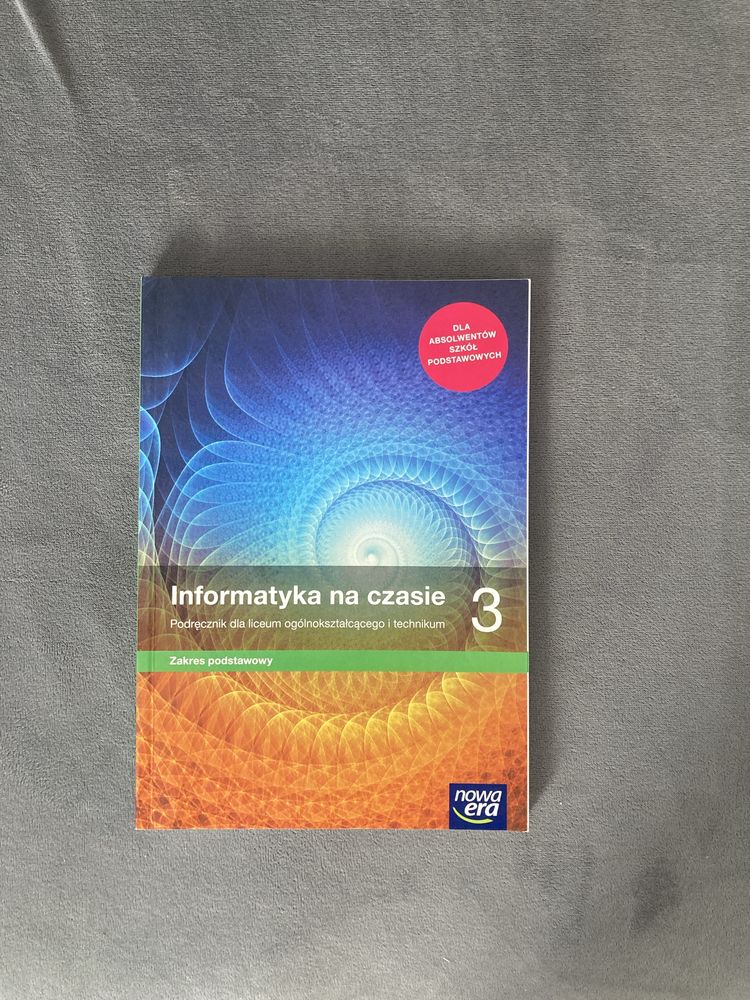 DLA
ABSOLWENTÓW
SZKÓŁ
PODSTAWOWYCH
Informatyka na czasie 3
Podręcznik dla liceum ogólnokształcącego i technikum
Zakres podstawowy
nowa
era